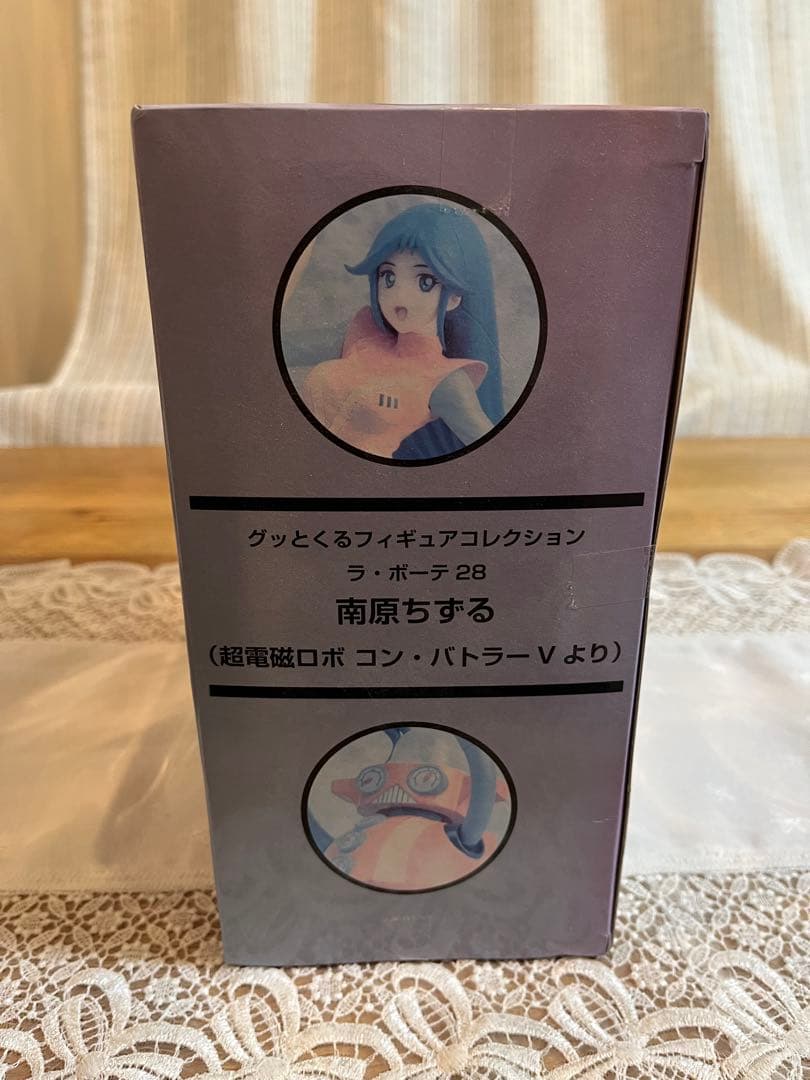 グッとくるフィギュアコレクション
ラ・ボーテ 28
南原ちずる
（超電磁ロボ コン・バトラー V より）